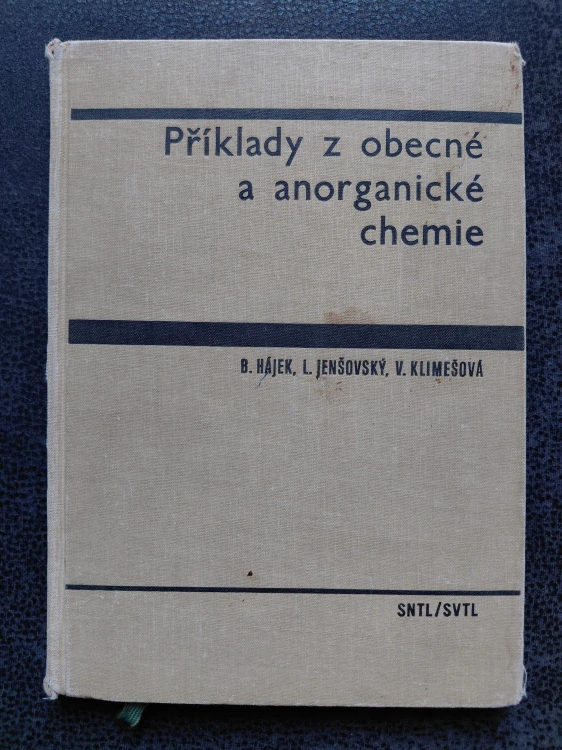 Příklady z obecné
a anorganické
chemie
B. HÁJEK, L. JENŠOVSKÝ, V. KLIMEŠOVÁ
SNTL/SVTL